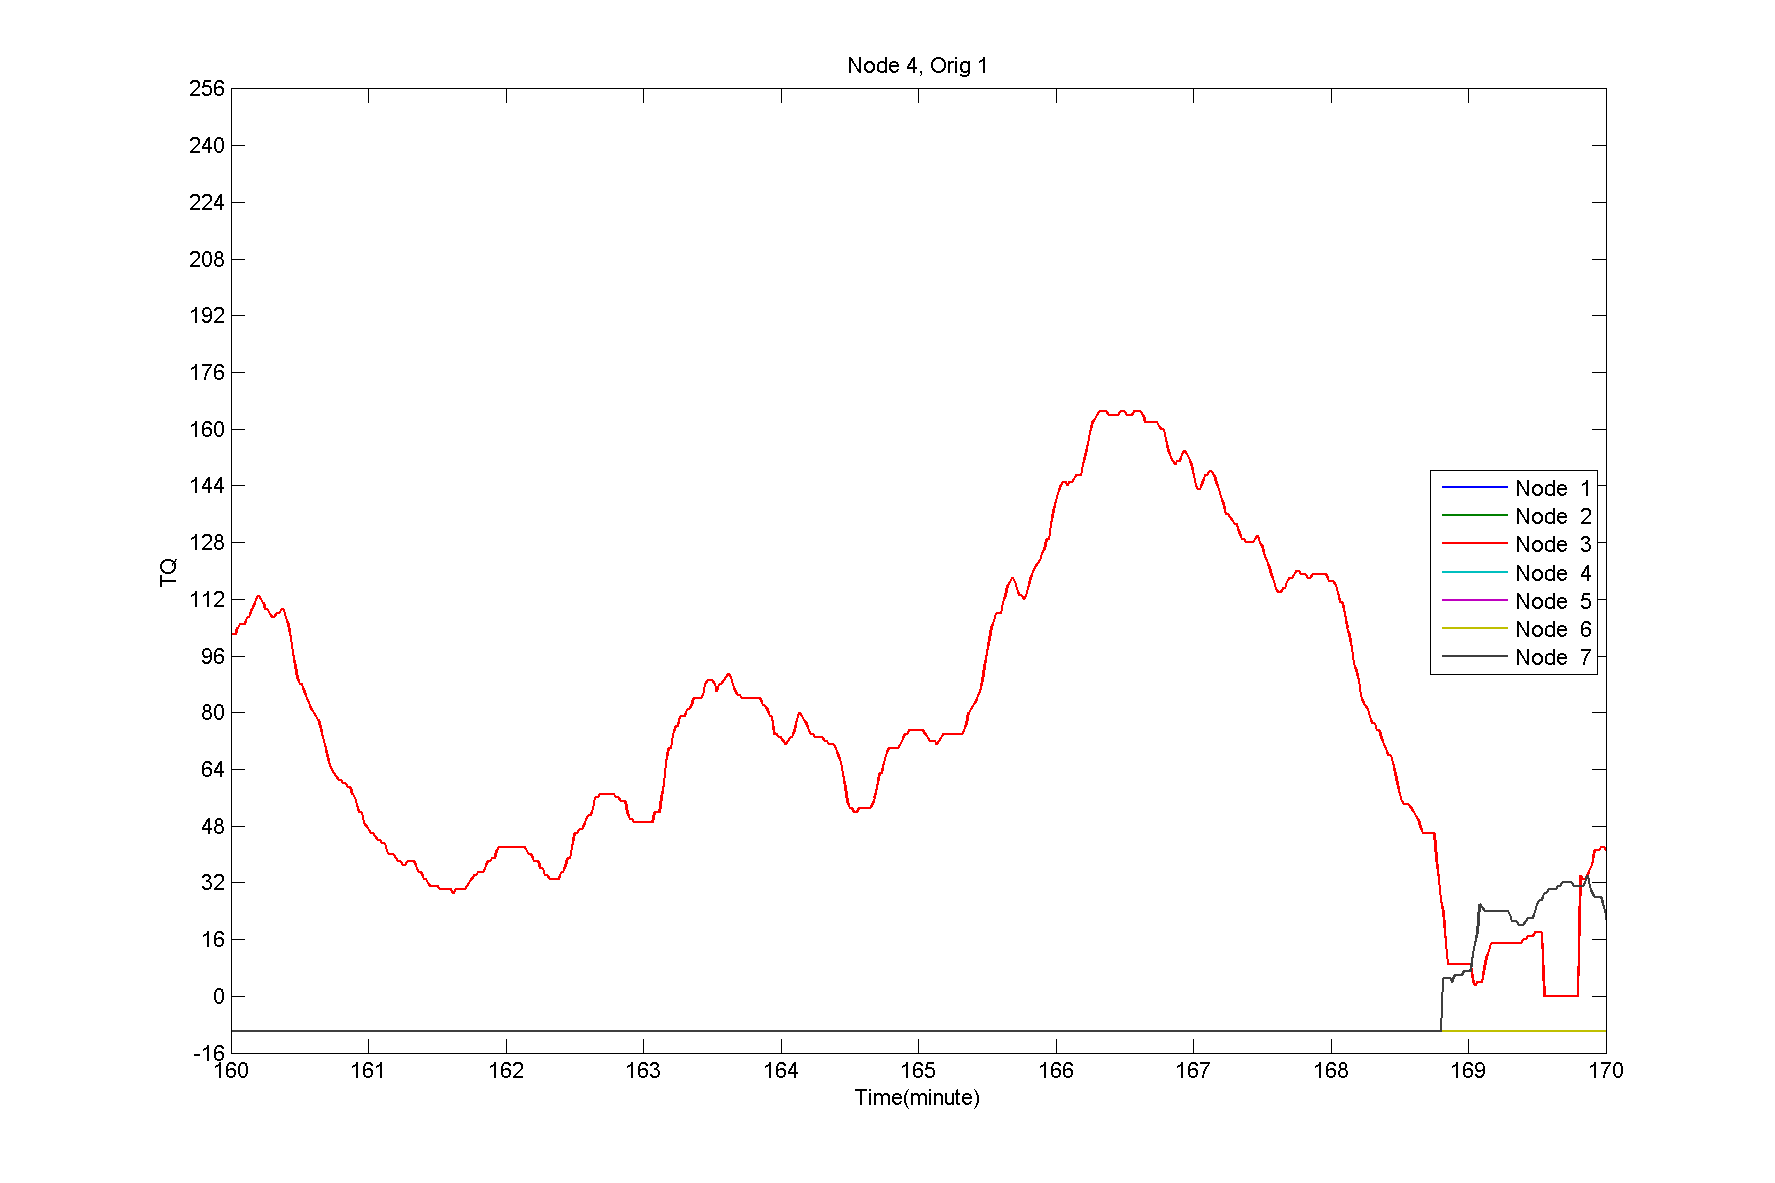 Node 4, Orig 1
256
240
224
208
192
176
160
144
128
112
96
80
64
48
32
16
0
-16
TQ
Node 1
Node 2
Node 3
Node 4
Node 5
Node 6
Node 7
160 161 162 163 164 165 166 167 168 169 170
Time(minute)